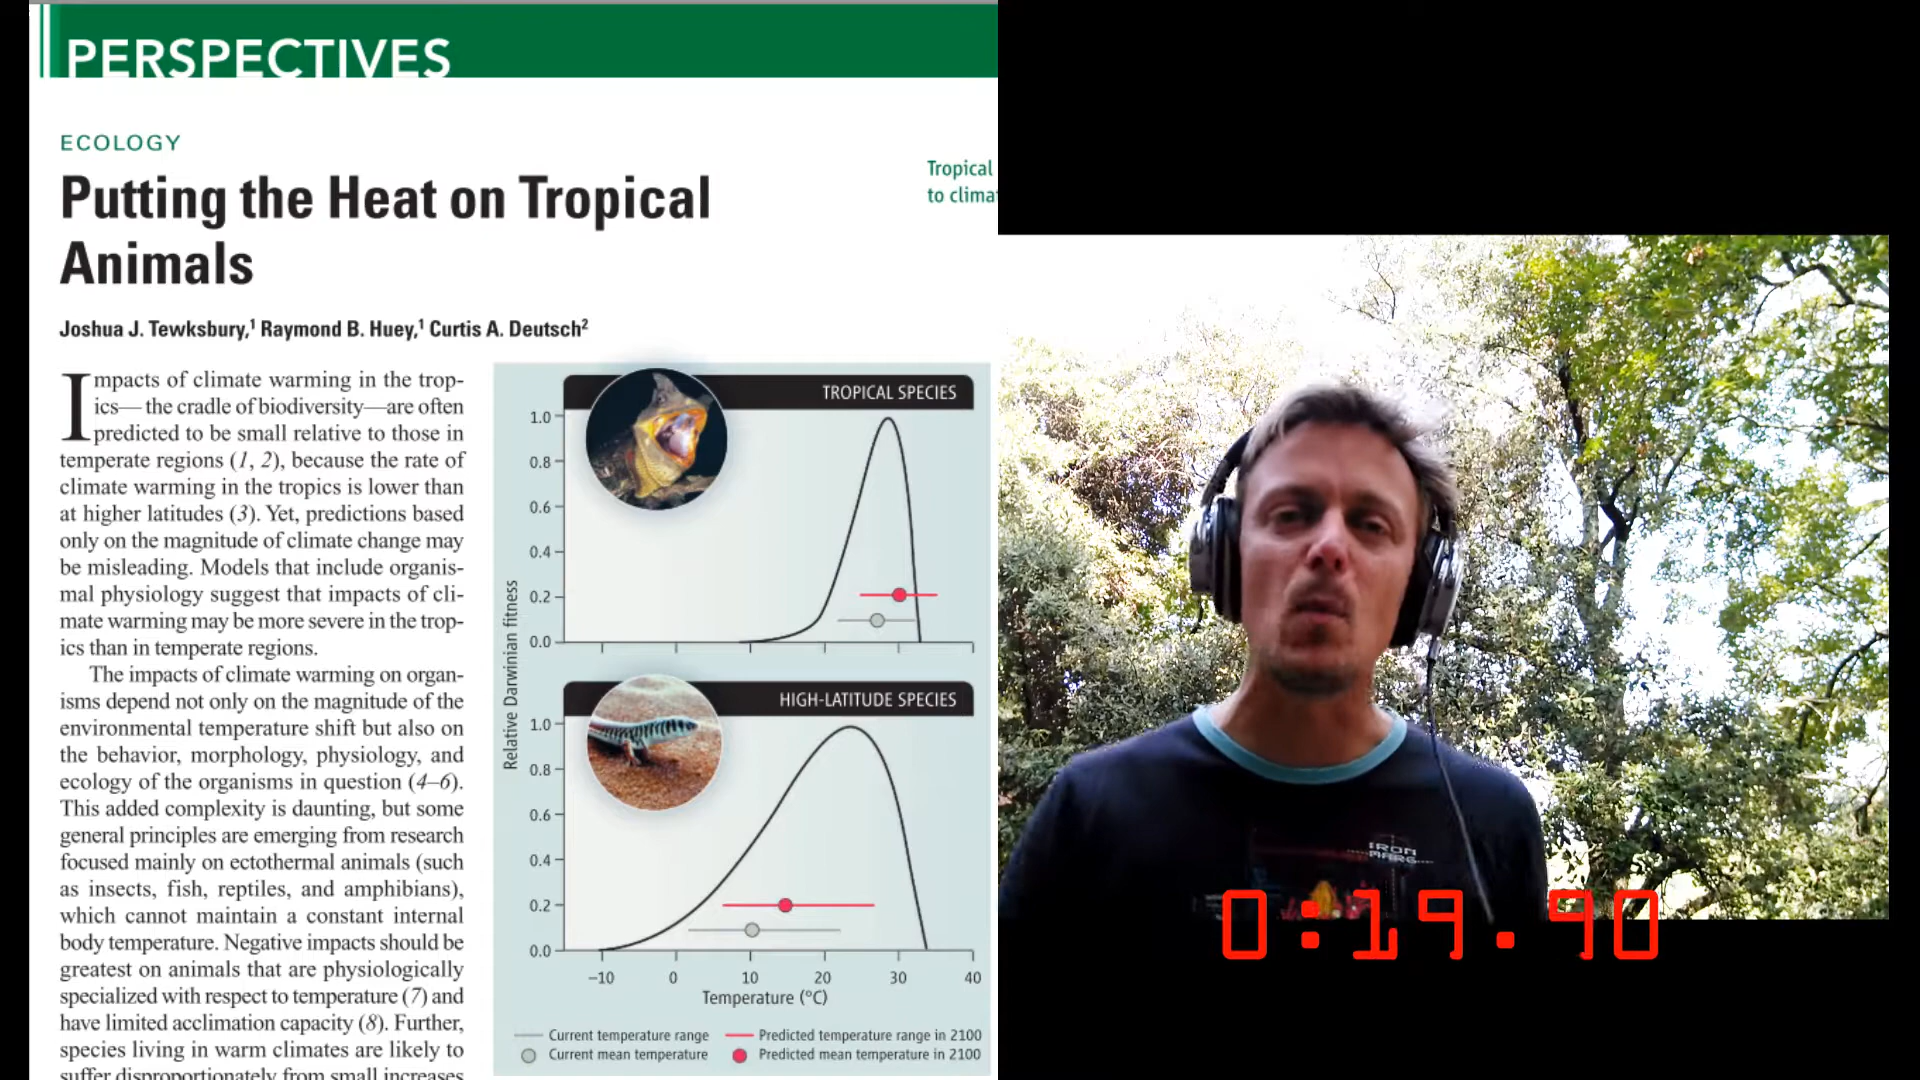 PERSPECTIVES
ECOLOGY
Putting the Heat on Tropical
Animals
Tropical
to clima
Joshua J. Tewksbury,¹ Raymond B. Huey,¹ Curtis A. Deutsch²
Impacts of climate warming in the trop-
ics—the cradle of biodiversity—are often
predicted to be small relative to those in
temperate regions (1, 2), because the rate of
climate warming in the tropics is lower than
at higher latitudes (3). Yet, predictions based
only on the magnitude of climate change may
be misleading. Models that include organis-
mal physiology suggest that impacts of cli-
mate warming may be more severe in the trop-
ics than in temperate regions.
The impacts of climate warming on organ-
isms depend not only on the magnitude of the
environmental temperature shift but also on
the behavior, morphology, physiology, and
ecology of the organisms in question (4–6).
This added complexity is daunting, but some
general principles are emerging from research
focused mainly on ectothermal animals (such
as insects, fish, reptiles, and amphibians),
which cannot maintain a constant internal
body temperature. Negative impacts should be
greatest on animals that are physiologically
specialized with respect to temperature (7) and
have limited acclimation capacity (8). Further,
species living in warm climates are likely to
suffer disproportionately from small increases
TROPICAL SPECIES
1.0
0.8
0.6
0.4
0.2
0.0
Relative Darwinian fitness
HIGH-LATITUDE SPECIES
1.0
0.8
0.6
0.4
0.2
0.0
–10 0 10 20 30 40
Temperature (°C)
Current temperature range Predicted temperature range in 2100
Current mean temperature Predicted mean temperature in 2100
IRON
0:19.90